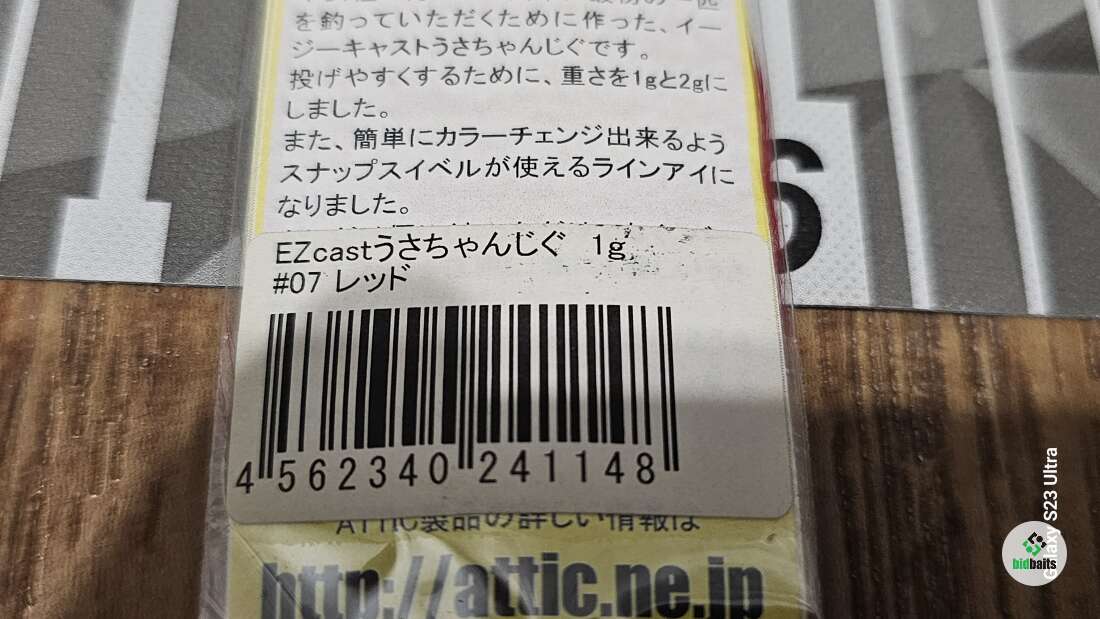 を釣っていただくために作った、イー
ジーキャストうさちゃんじぐです。
投げやすくするために、重さを1gと2gに
しました。
また、簡単にカラーチェンジ出来るよう
スナップスイベルが使えるラインアイに
なりました。
EZcastうさちゃんじぐ 1g
#07 レッド
4 562340 241148
ATTIC製品の詳しい情報は
http://attic.ne.jp
6
Galaxy S23 Ultra
bidbaits